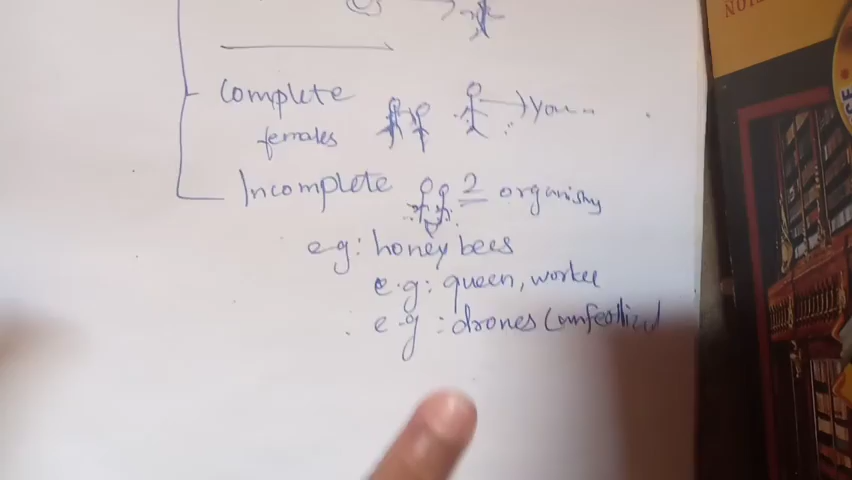 Complete
females
You...
Incomplete 2 organisms
e-g: honey bees
e.g: queen, worker
e-g: drones (unfertilized